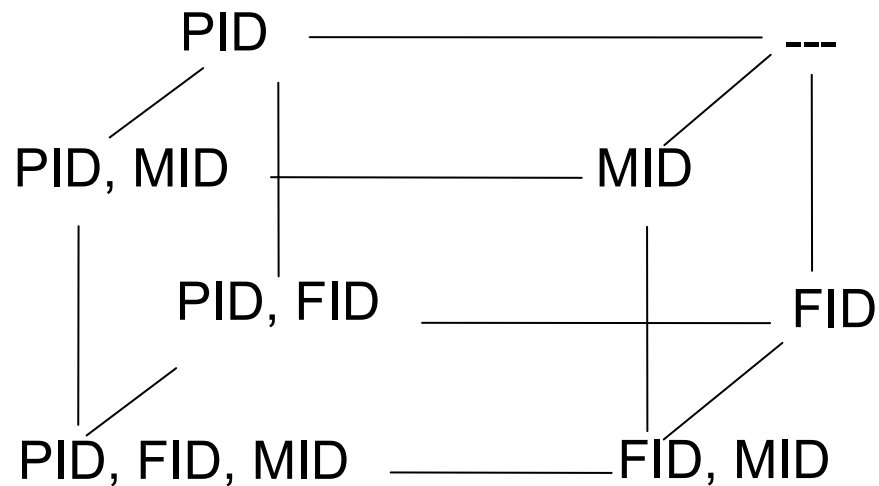 PID
---
PID, MID
MID
PID, FID
FID
PID, FID, MID
FID, MID